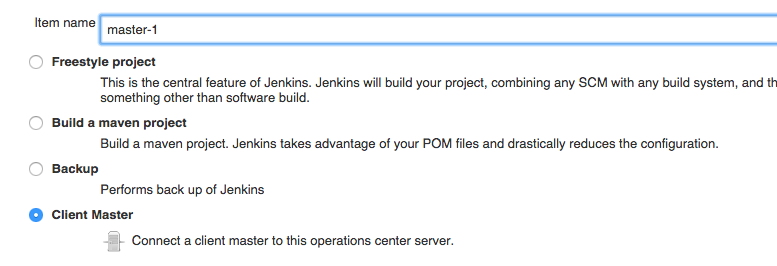 Item name master-1
Freestyle project
This is the central feature of Jenkins. Jenkins will build your project, combining any SCM with any build system, and
something other than software build.
Build a maven project
Build a maven project. Jenkins takes advantage of your POM files and drastically reduces the configuration.
Backup
Performs back up of Jenkins
Client Master
Connect a client master to this operations center server.